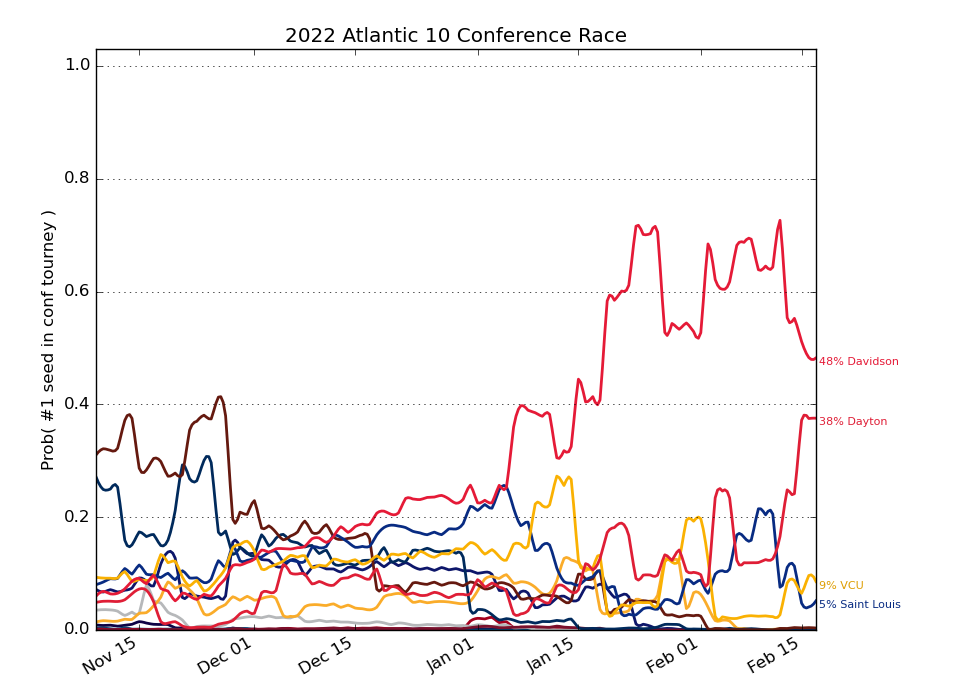 2022 Atlantic 10 Conference Race
Prob( #1 seed in conf tourney )
1.0
0.8
0.6
0.4
0.2
0.0
48% Davidson
38% Dayton
9% VCU
5% Saint Louis
Nov 15
Dec 01
Dec 15
Jan 01
Jan 15
Feb 01
Feb 15